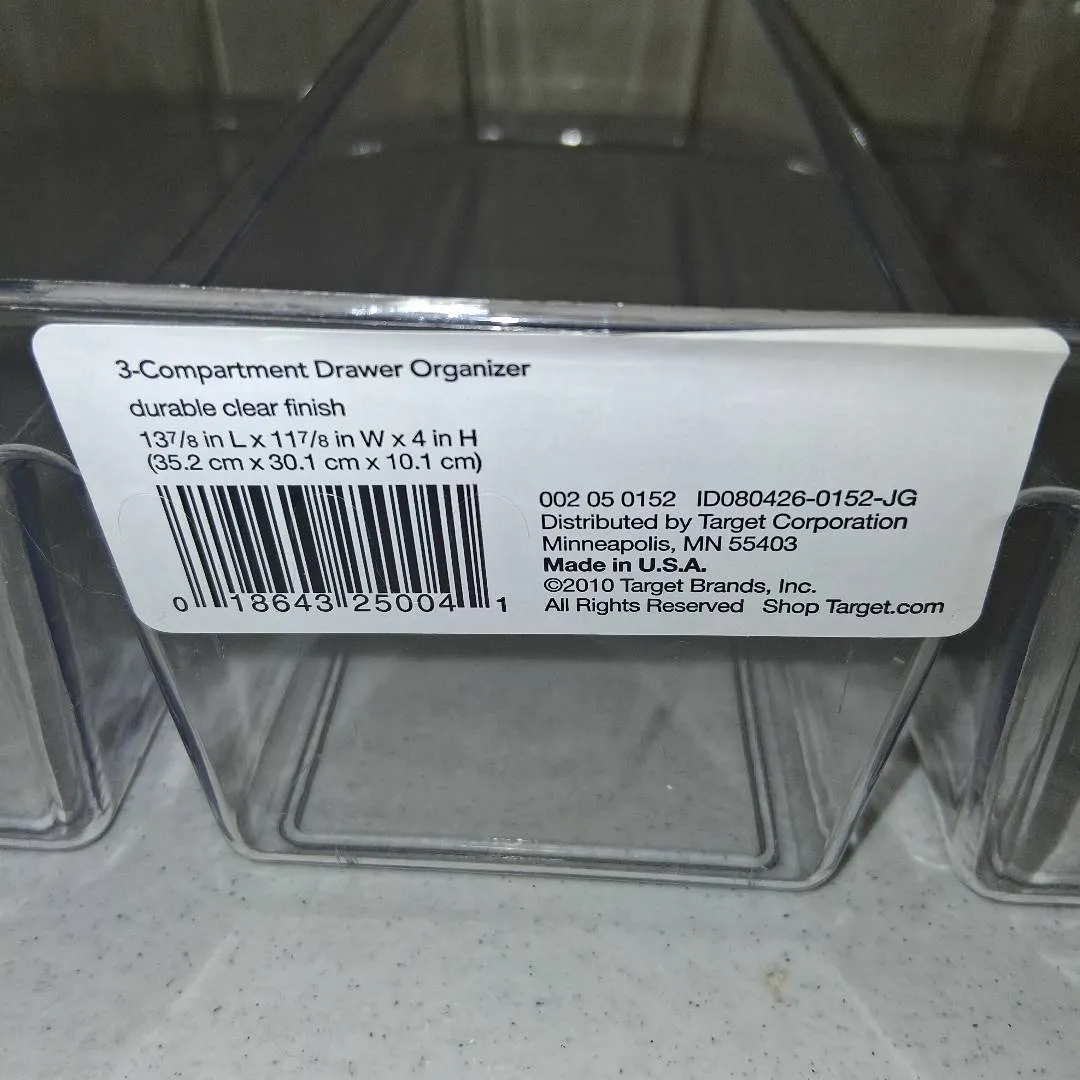 3-Compartment Drawer Organizer
durable clear finish
137/8 in L x 117/8 in W x 4 in H
(35.2 cm x 30.1 cm x 10.1 cm)
0 18643 25004 1
002 05 0152 ID080426-0152-JG
Distributed by Target Corporation
Minneapolis, MN 55403
Made in U.S.A.
©2010 Target Brands, Inc.
All Rights Reserved Shop Target.com